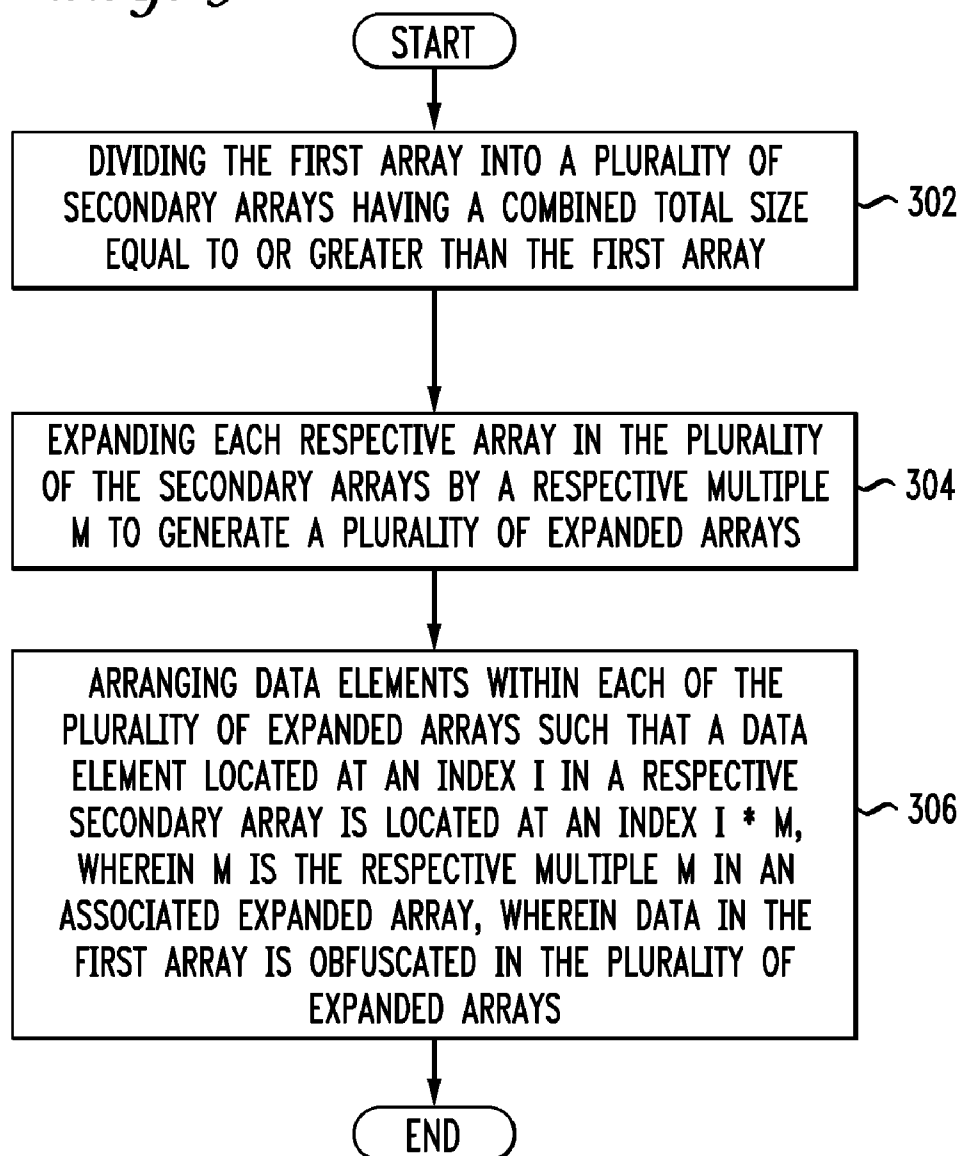 START
DIVIDING THE FIRST ARRAY INTO A PLURALITY OF
SECONDARY ARRAYS HAVING A COMBINED TOTAL SIZE
EQUAL TO OR GREATER THAN THE FIRST ARRAY
302
EXPANDING EACH RESPECTIVE ARRAY IN THE PLURALITY
OF THE SECONDARY ARRAYS BY A RESPECTIVE MULTIPLE
M TO GENERATE A PLURALITY OF EXPANDED ARRAYS
304
ARRANGING DATA ELEMENTS WITHIN EACH OF THE
PLURALITY OF EXPANDED ARRAYS SUCH THAT A DATA
ELEMENT LOCATED AT AN INDEX I IN A RESPECTIVE
SECONDARY ARRAY IS LOCATED AT AN INDEX I * M,
WHEREIN M IS THE RESPECTIVE MULTIPLE M IN AN
ASSOCIATED EXPANDED ARRAY, WHEREIN DATA IN THE
FIRST ARRAY IS OBFUSCATED IN THE PLURALITY OF
EXPANDED ARRAYS
306
END